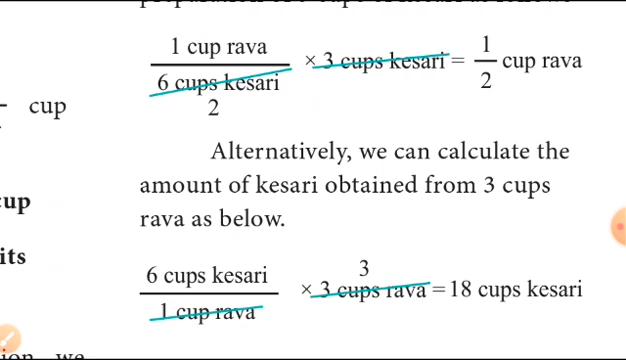 1 cup rava
6 cups kesari
2
× 3 cups kesari = 1/2 cup rava
cup
Alternatively, we can calculate the
amount of kesari obtained from 3 cups
rava as below.
cup
its
6 cups kesari
1 cup rava
3
× 3 cups rava = 18 cups kesari
we